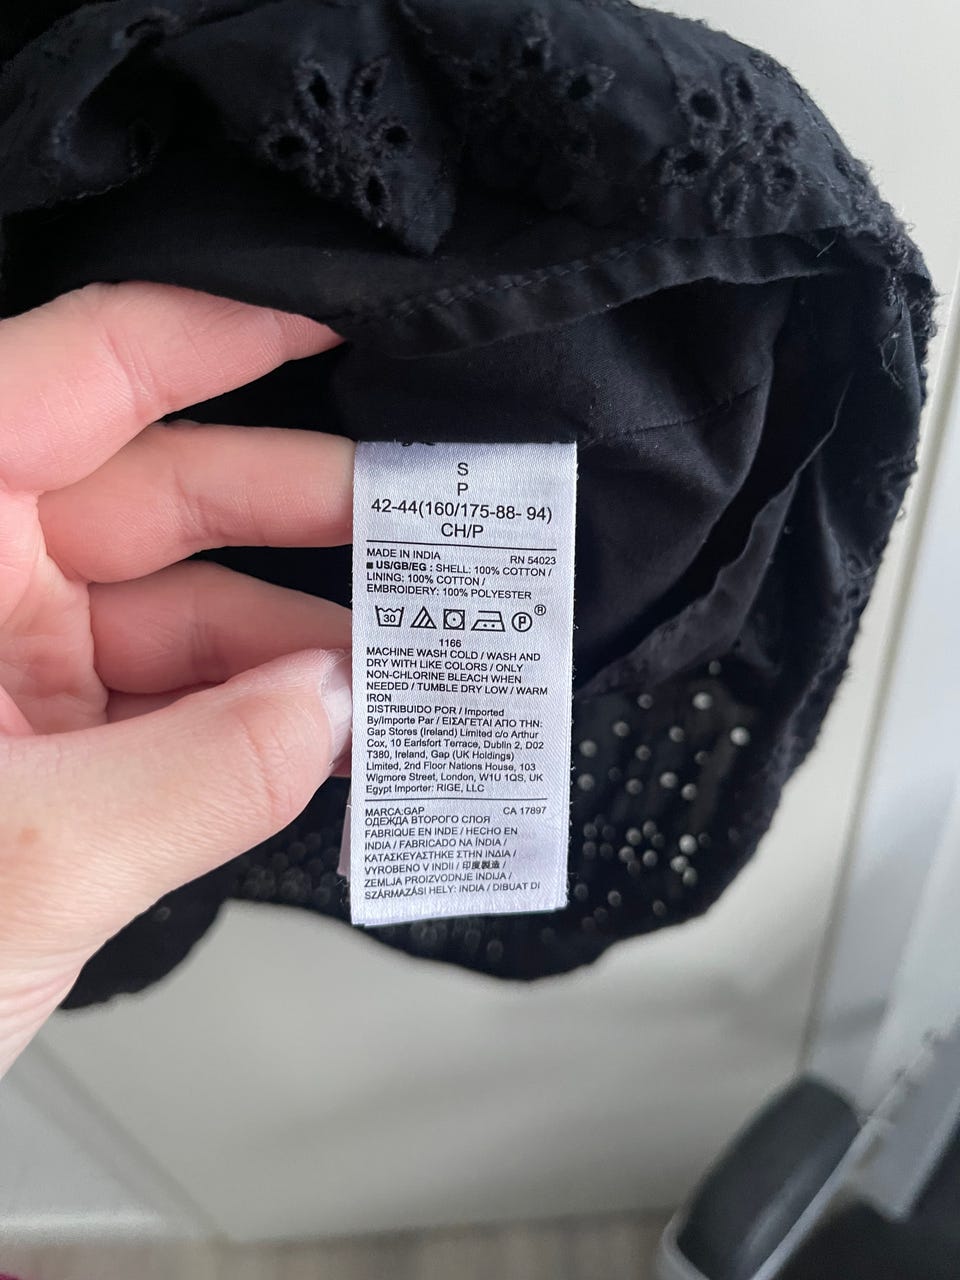 S
P
42-44(160/175-88- 94)
CH/P
MADE IN INDIA RN 54023
■ US/GB/EG : SHELL: 100% COTTON /
LINING: 100% COTTON /
EMBROIDERY: 100% POLYESTER
30 P ®
1166
MACHINE WASH COLD / WASH AND
DRY WITH LIKE COLORS / ONLY
NON-CHLORINE BLEACH WHEN
NEEDED / TUMBLE DRY LOW / WARM
IRON
DISTRIBUIDO POR / Imported
By/Importe Par / ΕΙΣΑΓΕΤΑΙ ΑΠΟ ΤΗΝ:
Gap Stores (Ireland) Limited c/o Arthur
Cox, 10 Earlsfort Terrace, Dublin 2, D02
T380, Ireland, Gap (UK Holdings)
Limited, 2nd Floor Nations House, 103
Wigmore Street, London, W1U 1QS, UK
Egypt Importer: RIGE, LLC
MARCA:GAP CA 17897
ОДЕЖДА ВТОРОГО СЛОЯ
FABRIQUE EN INDE / HECHO EN
INDIA / FABRICADO NA ÍNDIA /
ΚΑΤΑΣΚΕΥΑΣΤΗΚΕ ΣΤΗΝ ΙΝΔΙΑ /
VYROBENO V INDII / 印度製造 /
ZEMLJA PROIZVODNJE INDIJA /
SZÁRMAZÁSI HELY: INDIA / DIBUAT DI